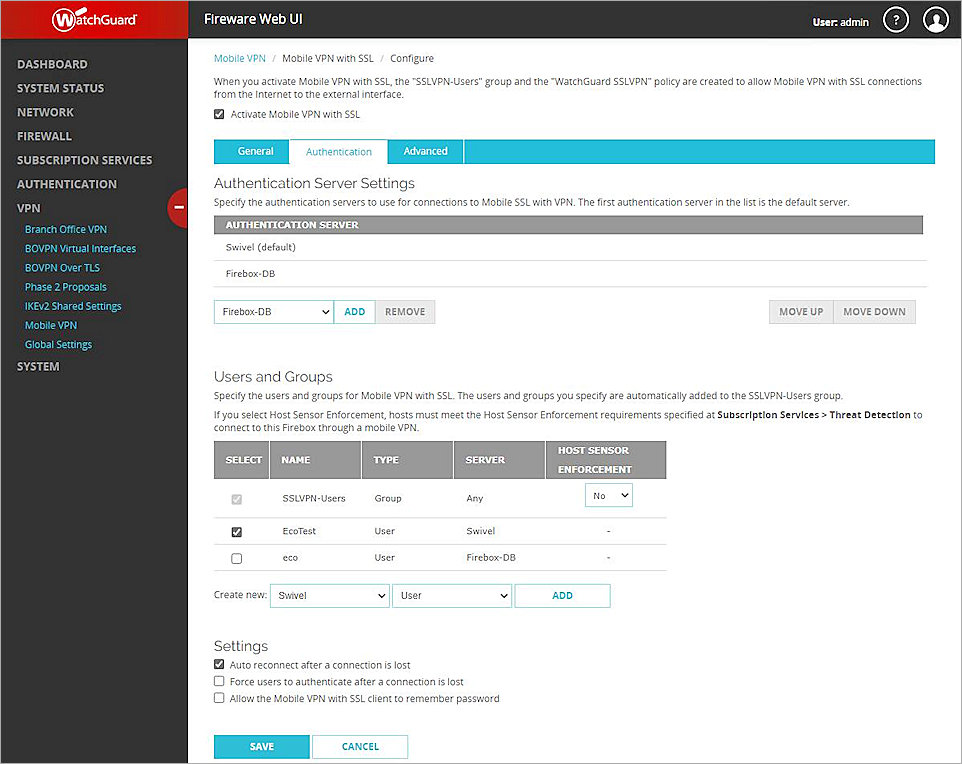 WatchGuard
Fireware Web UI
User: admin
?
DASHBOARD
SYSTEM STATUS
NETWORK
FIREWALL
SUBSCRIPTION SERVICES
AUTHENTICATION
VPN
Branch Office VPN
BOVPN Virtual Interfaces
BOVPN Over TLS
Phase 2 Proposals
IKEv2 Shared Settings
Mobile VPN
Global Settings
SYSTEM
Mobile VPN / Mobile VPN with SSL / Configure
When you activate Mobile VPN with SSL, the "SSLVPN-Users" group and the "WatchGuard SSLVPN" policy are created to allow Mobile VPN with SSL connections
from the Internet to the external interface.
Activate Mobile VPN with SSL
General Authentication Advanced
Authentication Server Settings
Specify the authentication servers to use for connections to Mobile SSL with VPN. The first authentication server in the list is the default server.
AUTHENTICATION SERVER
Swivel (default)
Firebox-DB
Firebox-DB ADD REMOVE MOVE UP MOVE DOWN
Users and Groups
Specify the users and groups for Mobile VPN with SSL. The users and groups you specify are automatically added to the SSLVPN-Users group.
If you select Host Sensor Enforcement, hosts must meet the Host Sensor Enforcement requirements specified at Subscription Services > Threat Detection to
connect to this Firebox through a mobile VPN.
SELECT NAME TYPE SERVER HOST SENSOR
ENFORCEMENT
SSLVPN-Users Group Any No
EcoTest User Swivel -
eco User Firebox-DB -
Create new: Swivel User ADD
Settings
Auto reconnect after a connection is lost
Force users to authenticate after a connection is lost
Allow the Mobile VPN with SSL client to remember password
SAVE CANCEL